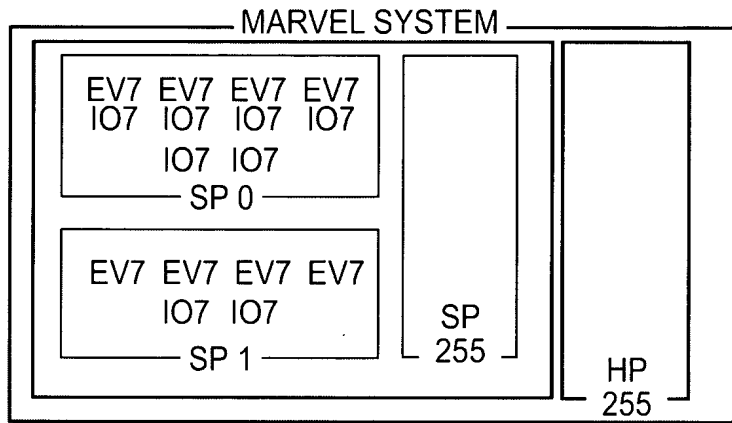 MARVEL SYSTEM
EV7 EV7 EV7 EV7
IO7 IO7 IO7 IO7
IO7 IO7
SP 0
EV7 EV7 EV7 EV7
IO7 IO7
SP 1
SP
255
HP
255